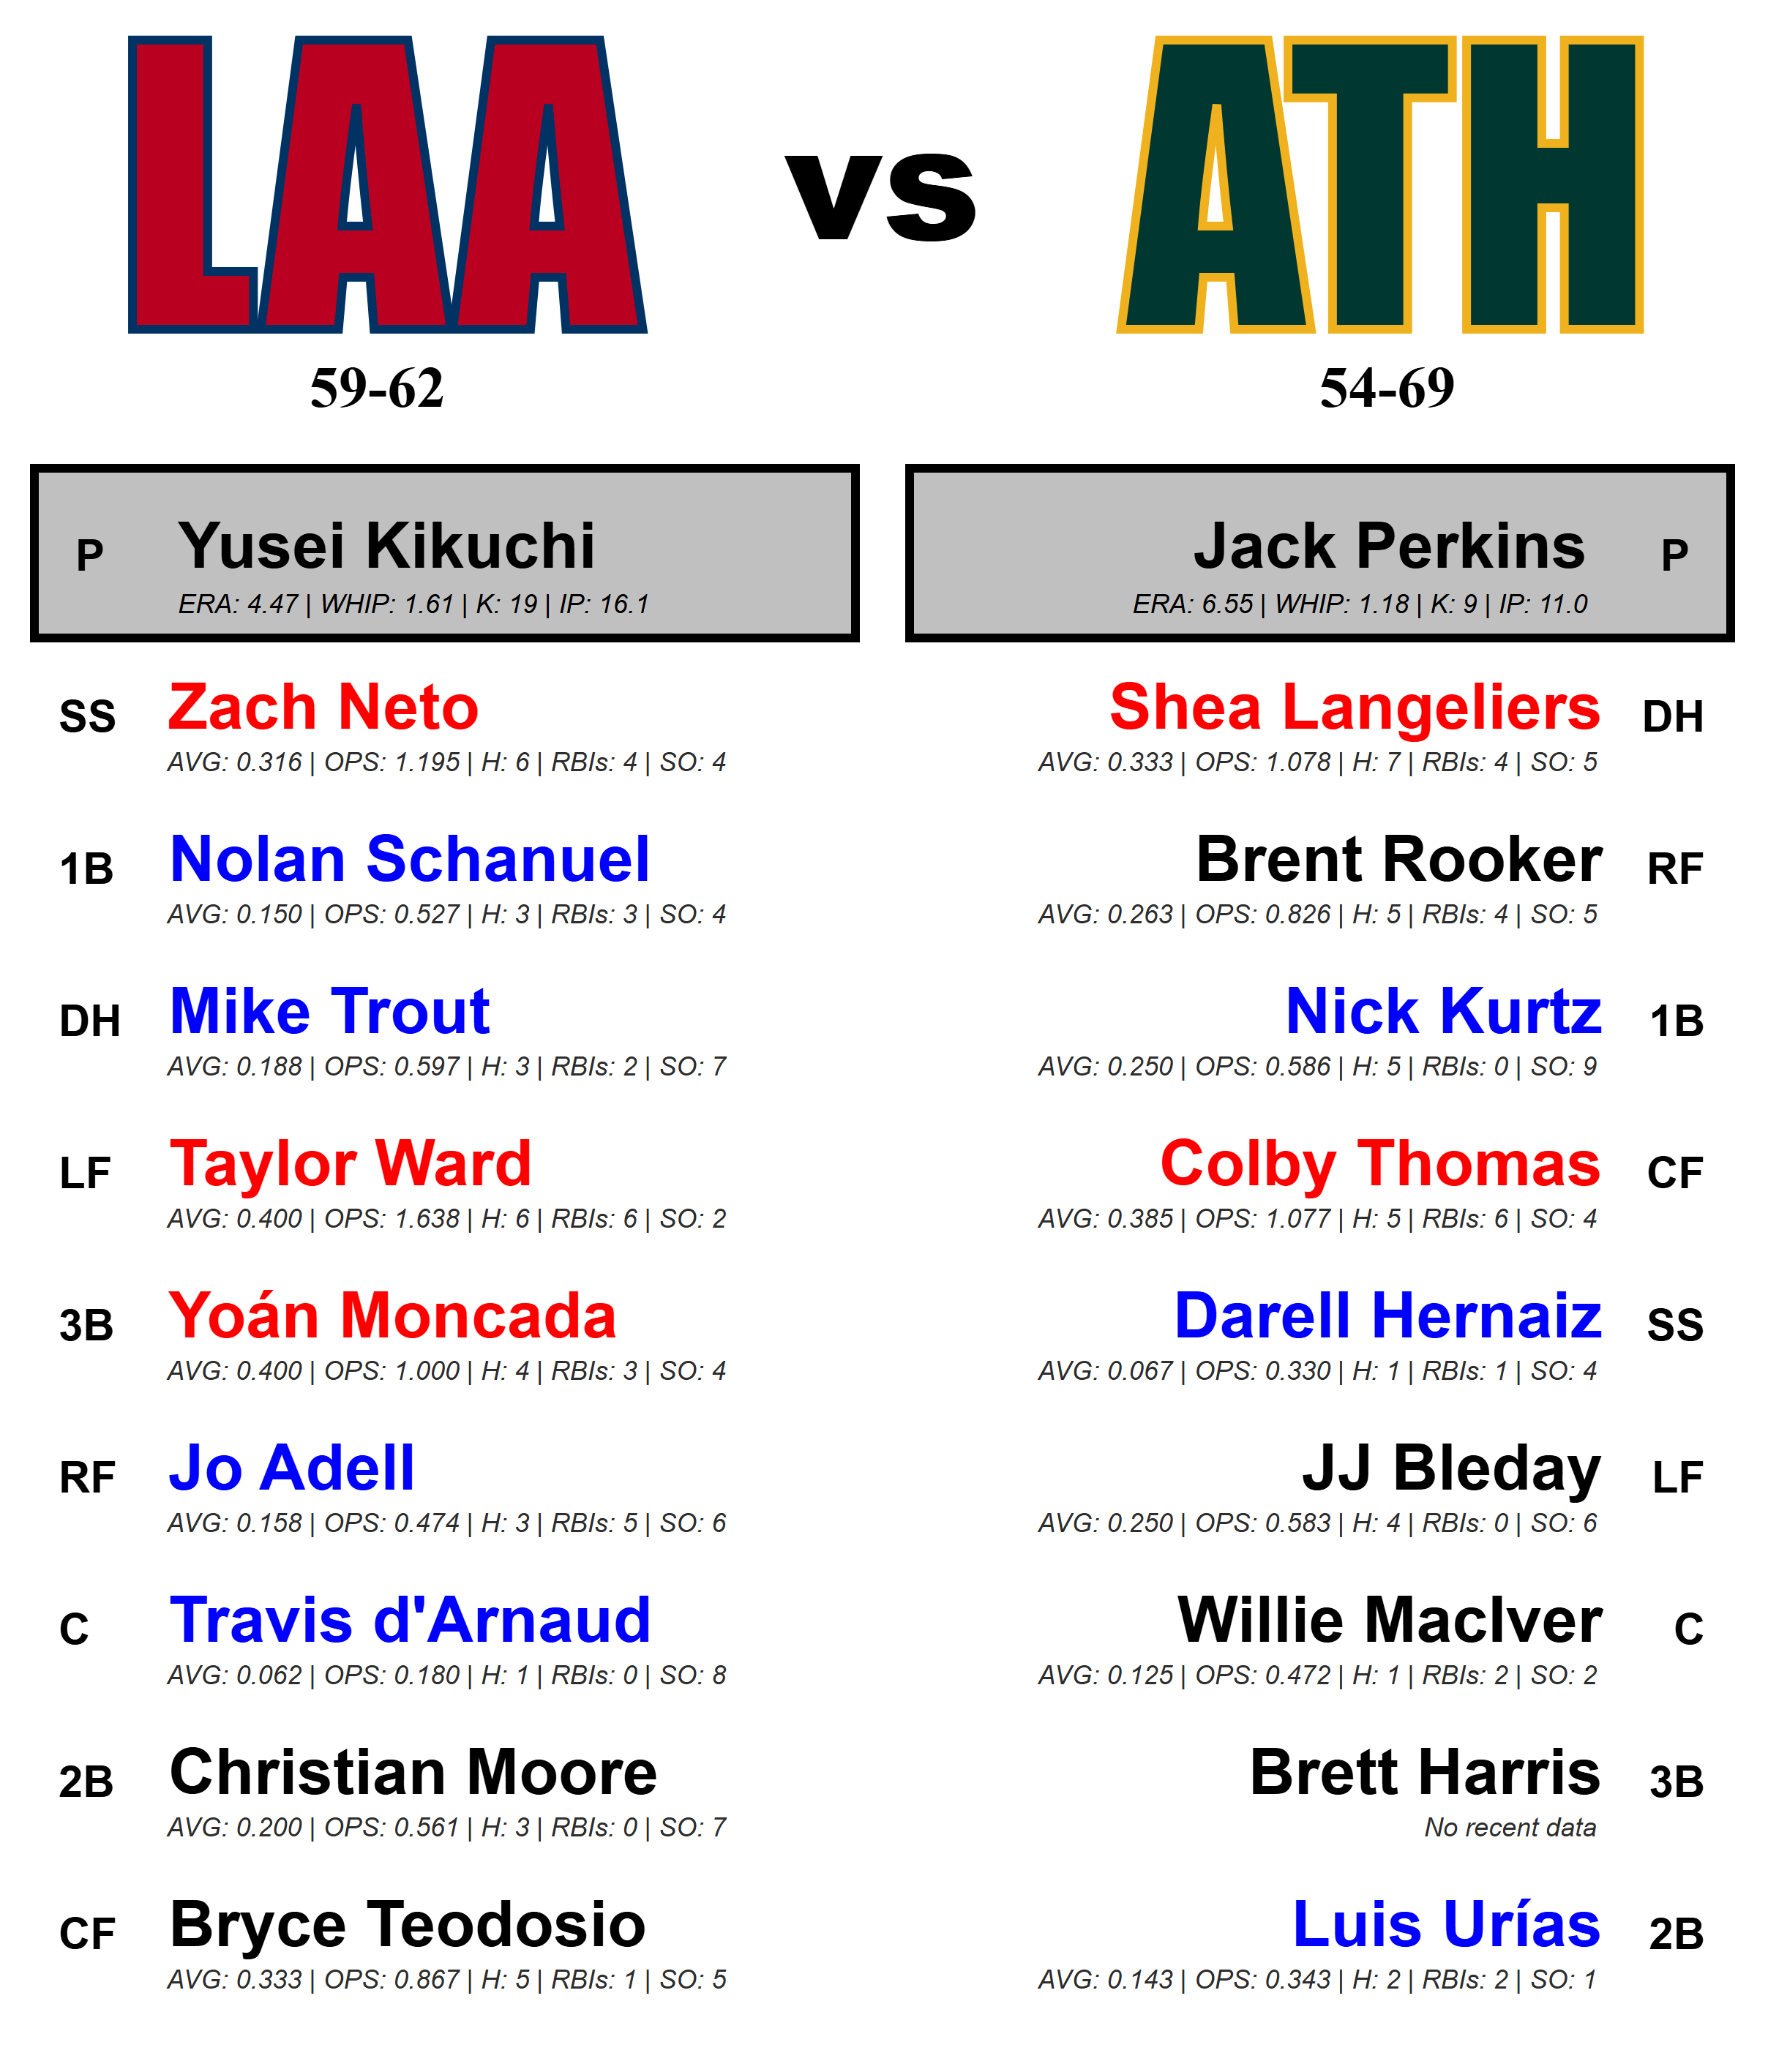 LAA vs ATH
59-62 54-69
P Yusei Kikuchi
ERA: 4.47 | WHIP: 1.61 | K: 19 | IP: 16.1
Jack Perkins P
ERA: 6.55 | WHIP: 1.18 | K: 9 | IP: 11.0
SS Zach Neto
AVG: 0.316 | OPS: 1.195 | H: 6 | RBIs: 4 | SO: 4
1B Nolan Schanuel
AVG: 0.150 | OPS: 0.527 | H: 3 | RBIs: 3 | SO: 4
DH Mike Trout
AVG: 0.188 | OPS: 0.597 | H: 3 | RBIs: 2 | SO: 7
LF Taylor Ward
AVG: 0.400 | OPS: 1.638 | H: 6 | RBIs: 6 | SO: 2
3B Yoán Moncada
AVG: 0.400 | OPS: 1.000 | H: 4 | RBIs: 3 | SO: 4
RF Jo Adell
AVG: 0.158 | OPS: 0.474 | H: 3 | RBIs: 5 | SO: 6
C Travis d'Arnaud
AVG: 0.062 | OPS: 0.180 | H: 1 | RBIs: 0 | SO: 8
2B Christian Moore
AVG: 0.200 | OPS: 0.561 | H: 3 | RBIs: 0 | SO: 7
CF Bryce Teodosio
AVG: 0.333 | OPS: 0.867 | H: 5 | RBIs: 1 | SO: 5
Shea Langeliers DH
AVG: 0.333 | OPS: 1.078 | H: 7 | RBIs: 4 | SO: 5
Brent Rooker RF
AVG: 0.263 | OPS: 0.826 | H: 5 | RBIs: 4 | SO: 5
Nick Kurtz 1B
AVG: 0.250 | OPS: 0.586 | H: 5 | RBIs: 0 | SO: 9
Colby Thomas CF
AVG: 0.385 | OPS: 1.077 | H: 5 | RBIs: 6 | SO: 4
Darell Hernaiz SS
AVG: 0.067 | OPS: 0.330 | H: 1 | RBIs: 1 | SO: 4
JJ Bleday LF
AVG: 0.250 | OPS: 0.583 | H: 4 | RBIs: 0 | SO: 6
Willie MacIver C
AVG: 0.125 | OPS: 0.472 | H: 1 | RBIs: 2 | SO: 2
Brett Harris 3B
No recent data
Luis Urías 2B
AVG: 0.143 | OPS: 0.343 | H: 2 | RBIs: 2 | SO: 1